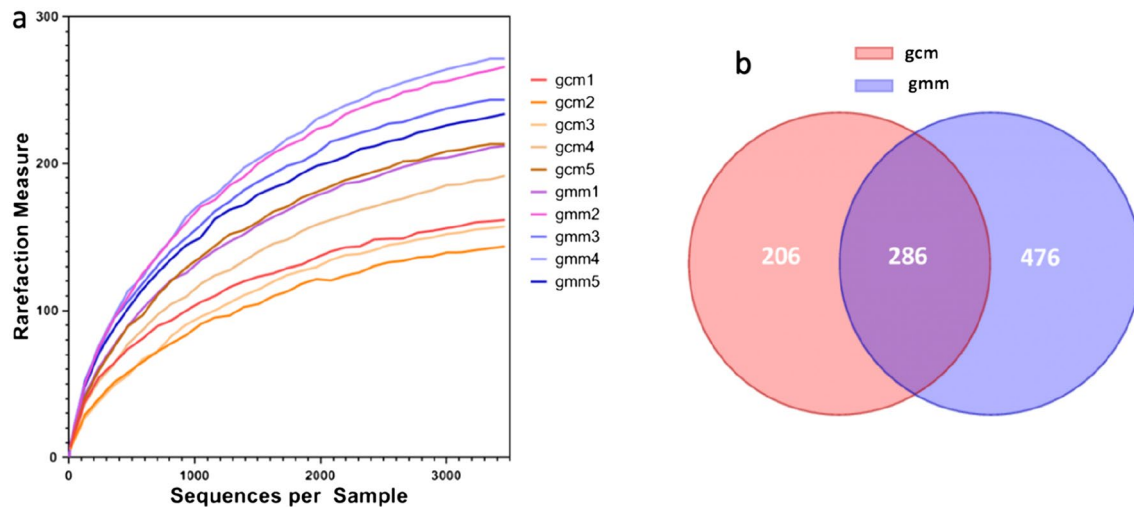 a
300
200
100
0
Rarefaction Measure
0 1000 2000 3000
Sequences per Sample
gcm1
gcm2
gcm3
gcm4
gcm5
gmm1
gmm2
gmm3
gmm4
gmm5
b
gcm
gmm
206 286 476